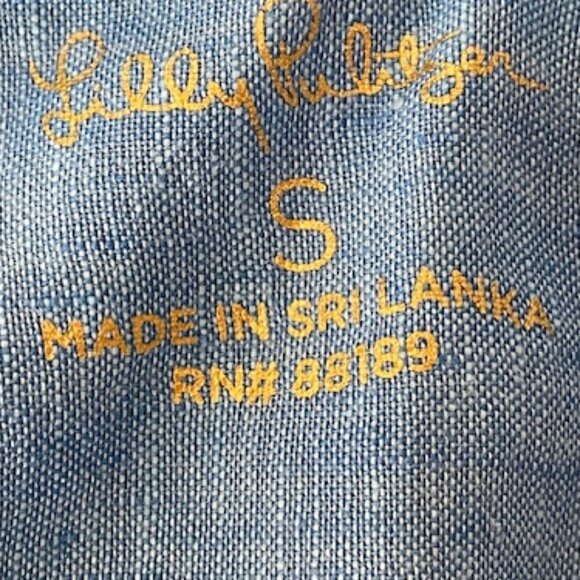 Lilly Pulitzer
S
MADE IN SRI LANKA
RN# 88189